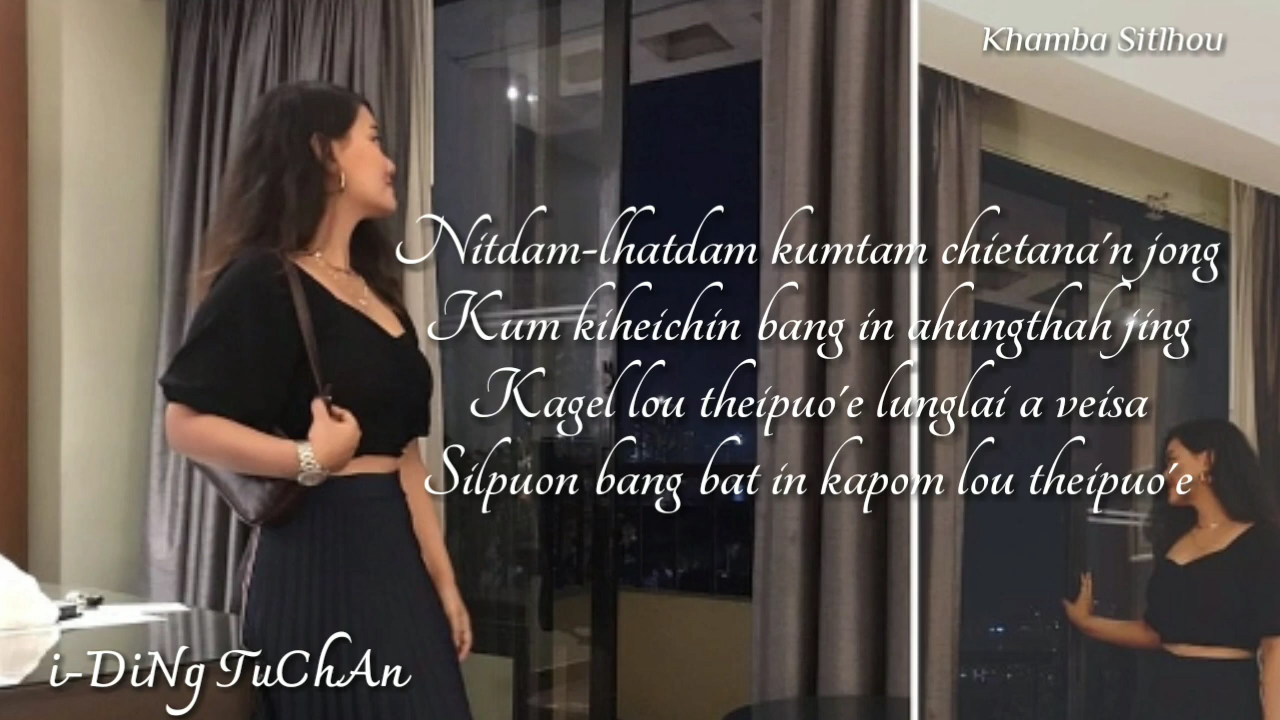 Khamba Sitlhou
Nitdam-lhatdam kumtam chietana'n jong
Kum kiheichin bang in ahungthah jing
Kagel lou theipuo'e lunglai a veisa
Silpuon bang bat in kapom lou theipuo'e
i-DiNg TuChAn